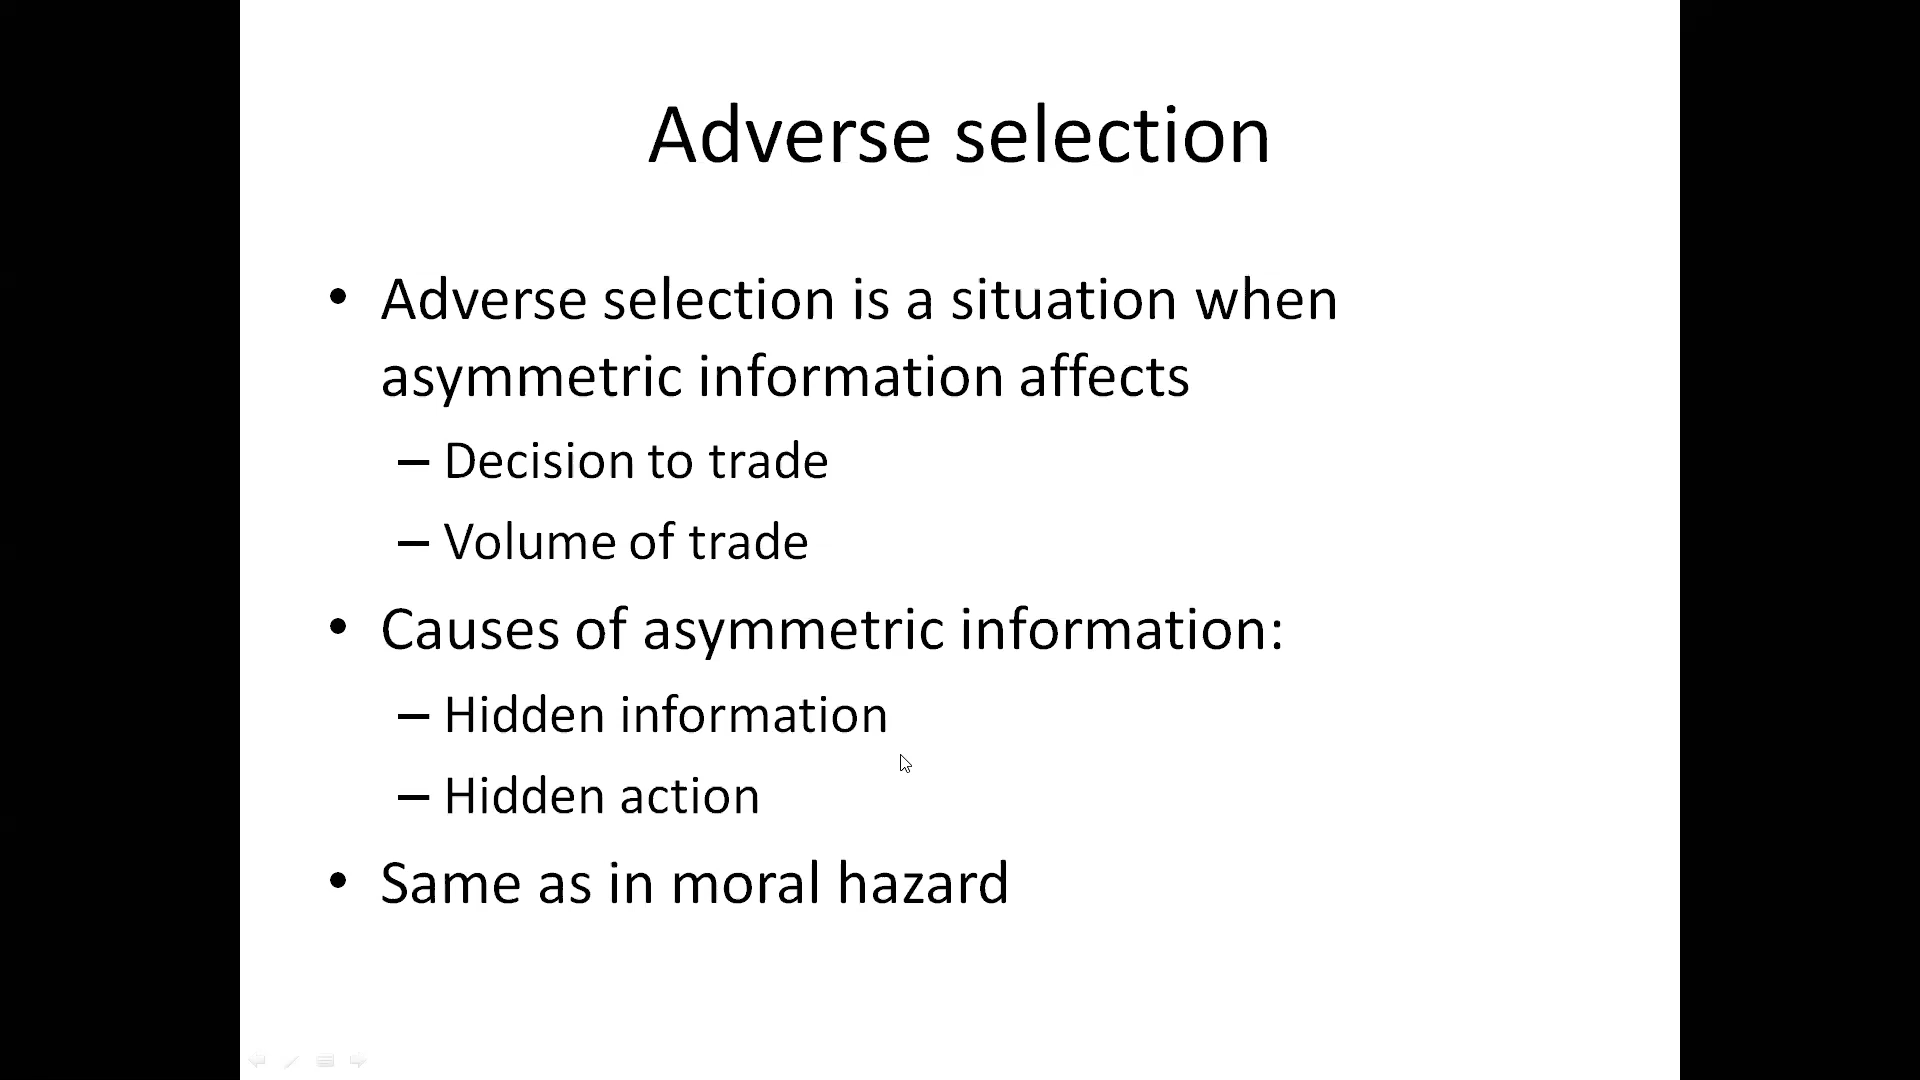 Adverse selection
• Adverse selection is a situation when
asymmetric information affects
– Decision to trade
– Volume of trade
• Causes of asymmetric information:
– Hidden information
– Hidden action
• Same as in moral hazard